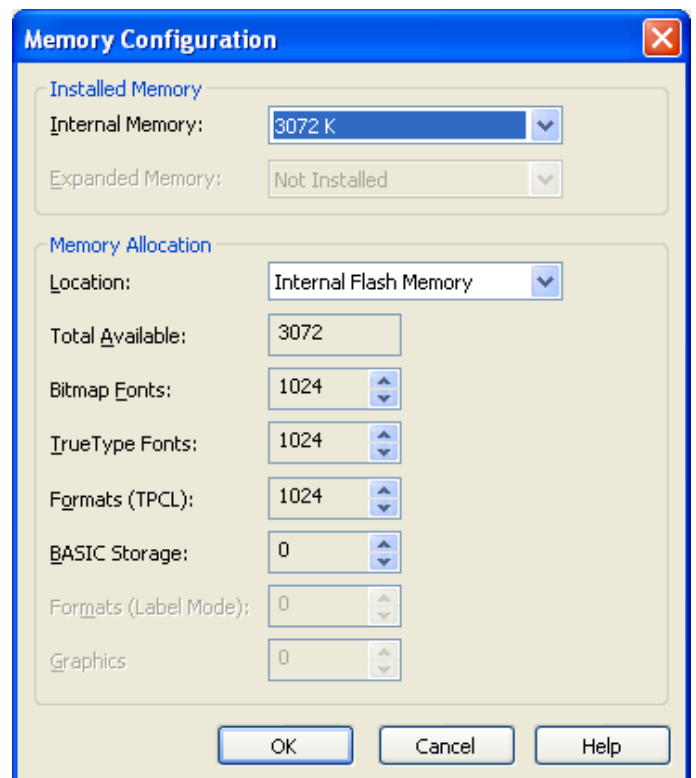 Memory Configuration
Installed Memory
Internal Memory: 3072 K
Expanded Memory: Not Installed
Memory Allocation
Location: Internal Flash Memory
Total Available: 3072
Bitmap Fonts: 1024
TrueType Fonts: 1024
Formats (TPCL): 1024
BASIC Storage: 0
Formats (Label Mode): 0
Graphics 0
OK Cancel Help